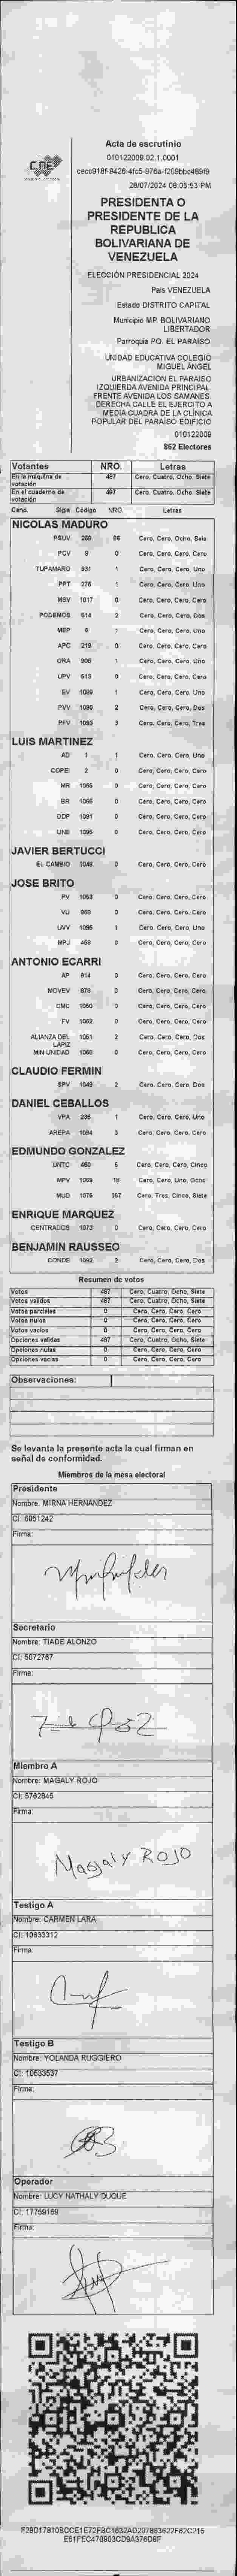 CNE
Acta de escrutinio
010122009.02.1.0001
28/07/2024 08:05:53 PM
PRESIDENTA O
PRESIDENTE DE LA
REPUBLICA
BOLIVARIANA DE
VENEZUELA
ELECCIÓN PRESIDENCIAL 2024
País VENEZUELA
Estado DISTRITO CAPITAL
Municipio MP. BOLIVARIANO
LIBERTADOR
Parroquia PQ. EL PARAISO
UNIDAD EDUCATIVA COLEGIO
MIGUEL ÁNGEL
URBANIZACIÓN EL PARAÍSO
IZQUIERDA AVENIDA PRINCIPAL.
FRENTE AVENIDA LOS SAMANES.
DERECHA CALLE EL EJERCITO A
MEDIA CUADRA DE LA CLÍNICA
POPULAR DEL PARAÍSO EDIFICIO
010122009
862 Electores
Votantes NRO. Letras
En la máquina de votación 487 Cero, Cuatro, Ocho, Siete
En el cuaderno de votación 487 Cero, Cuatro, Ocho, Siete
Cand. Sigla Código NRO. Letras
NICOLAS MADURO
PSUV 86 Cero, Cero, Ocho, Seis
PCV 9 0 Cero, Cero, Cero, Cero
TUPAMARO 931 1 Cero, Cero, Cero, Uno
PPT 276 1 Cero, Cero, Cero, Uno
MSV 1017 0 Cero, Cero, Cero, Cero
PODEMOS 614 2 Cero, Cero, Cero, Dos
MEP 1 Cero, Cero, Cero, Uno
APC 219 0 Cero, Cero, Cero, Cero
ORA 906 1 Cero, Cero, Cero, Uno
UPV 613 0 Cero, Cero, Cero, Cero
EV 1089 1 Cero, Cero, Cero, Uno
PVV 1090 2 Cero, Cero, Cero, Dos
PFV 1093 3 Cero, Cero, Cero, Tres
LUIS MARTINEZ
AD 1 1 Cero, Cero, Cero, Uno
COPEI 2 0 Cero, Cero, Cero, Cero
MR 0 Cero, Cero, Cero, Cero
BR 0 Cero, Cero, Cero, Cero
DDP 1091 0 Cero, Cero, Cero, Cero
UNE 1095 0 Cero, Cero, Cero, Cero
JAVIER BERTUCCI
EL CAMBIO 1048 0 Cero, Cero, Cero, Cero
JOSE BRITO
PV 1053 0 Cero, Cero, Cero, Cero
VU 0 Cero, Cero, Cero, Cero
UVV 1096 1 Cero, Cero, Cero, Uno
MPJ 0 Cero, Cero, Cero, Cero
ANTONIO ECARRI
AP 914 0 Cero, Cero, Cero, Cero
MOVEV 878 0 Cero, Cero, Cero, Cero
CMC 1050 0 Cero, Cero, Cero, Cero
FV 1062 0 Cero, Cero, Cero, Cero
ALIANZA DEL LAPIZ 1051 2 Cero, Cero, Cero, Dos
MIN UNIDAD 1068 0 Cero, Cero, Cero, Cero
CLAUDIO FERMIN
SPV 1049 2 Cero, Cero, Cero, Dos
DANIEL CEBALLOS
VPA 1 Cero, Cero, Cero, Uno
AREPA 1094 0 Cero, Cero, Cero, Cero
EDMUNDO GONZALEZ
UNTC 460 5 Cero, Cero, Cero, Cinco
MPV 1069 18 Cero, Cero, Uno, Ocho
MUD 1076 357 Cero, Tres, Cinco, Siete
ENRIQUE MARQUEZ
CENTRADOS 1073 0 Cero, Cero, Cero, Cero
BENJAMIN RAUSSEO
CONDE 1092 2 Cero, Cero, Cero, Dos
Resumen de votos
Votos 487 Cero, Cuatro, Ocho, Siete
Votos validos 487 Cero, Cuatro, Ocho, Siete
Votos parciales 0 Cero, Cero, Cero, Cero
Votos nulos 0 Cero, Cero, Cero, Cero
Votos vacios 0 Cero, Cero, Cero, Cero
Opciones validas 487 Cero, Cuatro, Ocho, Siete
Opciones nulas 0 Cero, Cero, Cero, Cero
Opciones vacias 0 Cero, Cero, Cero, Cero
Observaciones:
Se levanta la presente acta la cual firman en
señal de conformidad.
Miembros de la mesa electoral
Presidente
Nombre: MIRNA HERNANDEZ
CI: 6051242
Firma:
Secretario
Nombre: TIADE ALONZO
CI: 5072767
Firma:
Miembro A
Nombre: MAGALY ROJO
CI: 5762845
Firma:
Magaly ROJO
Testigo A
Nombre: CARMEN LARA
CI: 10633312
Firma:
Testigo B
Nombre: YOLANDA RUGGIERO
CI: 10533537
Firma:
Operador
Nombre: LUCY NATHALY DUQUE
CI: 17759169
Firma: